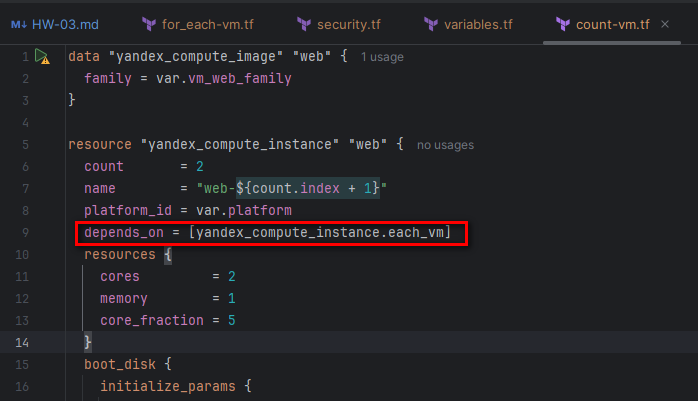 M↓ HW-03.md for_each-vm.tf security.tf variables.tf count-vm.tf ×
1 data "yandex_compute_image" "web" { 1 usage
2 family = var.vm_web_family
3 }
4
5 resource "yandex_compute_instance" "web" { no usages
6 count = 2
7 name = "web-${count.index + 1}"
8 platform_id = var.platform
9 depends_on = [yandex_compute_instance.each_vm]
10 resources {
11 cores = 2
12 memory = 1
13 core_fraction = 5
14 }
15 boot_disk {
16 initialize_params {